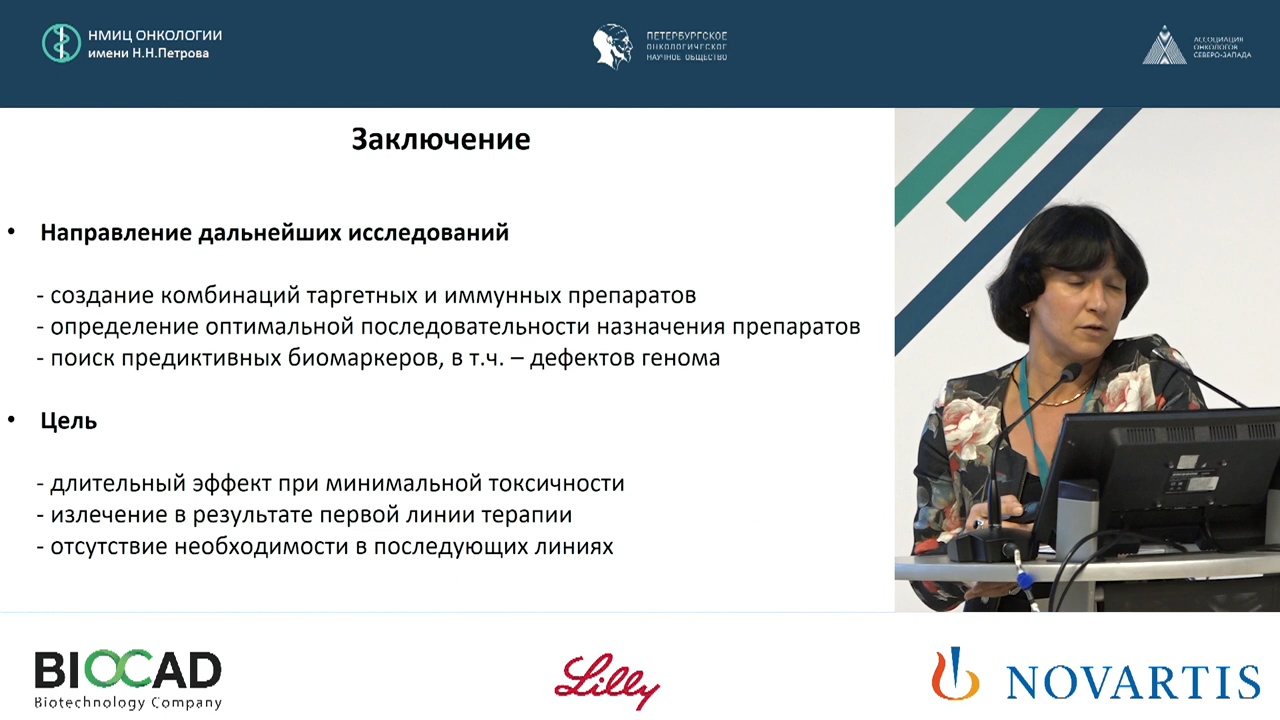 НМИЦ ОНКОЛОГИИ
имени Н.Н.Петрова
ПЕТЕРБУРГСКОЕ
ОНКОЛОГИЧЕСКОЕ
НАУЧНОЕ ОБЩЕСТВО
АССОЦИАЦИЯ
ОНКОЛОГОВ
СЕВЕРО-ЗАПАДА
Заключение
• Направление дальнейших исследований
- создание комбинаций таргетных и иммунных препаратов
- определение оптимальной последовательности назначения препаратов
- поиск предиктивных биомаркеров, в т.ч. – дефектов генома
• Цель
- длительный эффект при минимальной токсичности
- излечение в результате первой линии терапии
- отсутствие необходимости в последующих линиях
BIOCAD
Biotechnology Company
Lilly
NOVARTIS